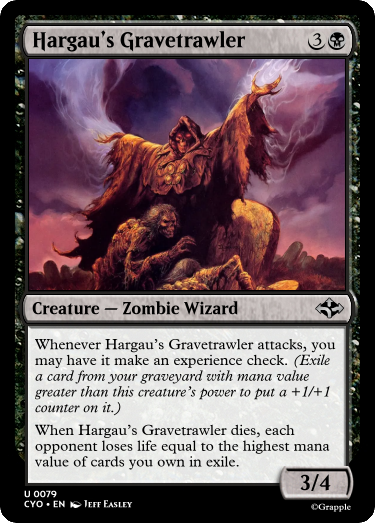 Hargau's Gravetrawler 3
Creature — Zombie Wizard
Whenever Hargau's Gravetrawler attacks, you
may have it make an experience check. (Exile
a card from your graveyard with mana value
greater than this creature's power to put a +1/+1
counter on it.)
When Hargau's Gravetrawler dies, each
opponent loses life equal to the highest mana
value of cards you own in exile.
3/4
U 0079
CYO • EN Jeff Easley
©Grapple